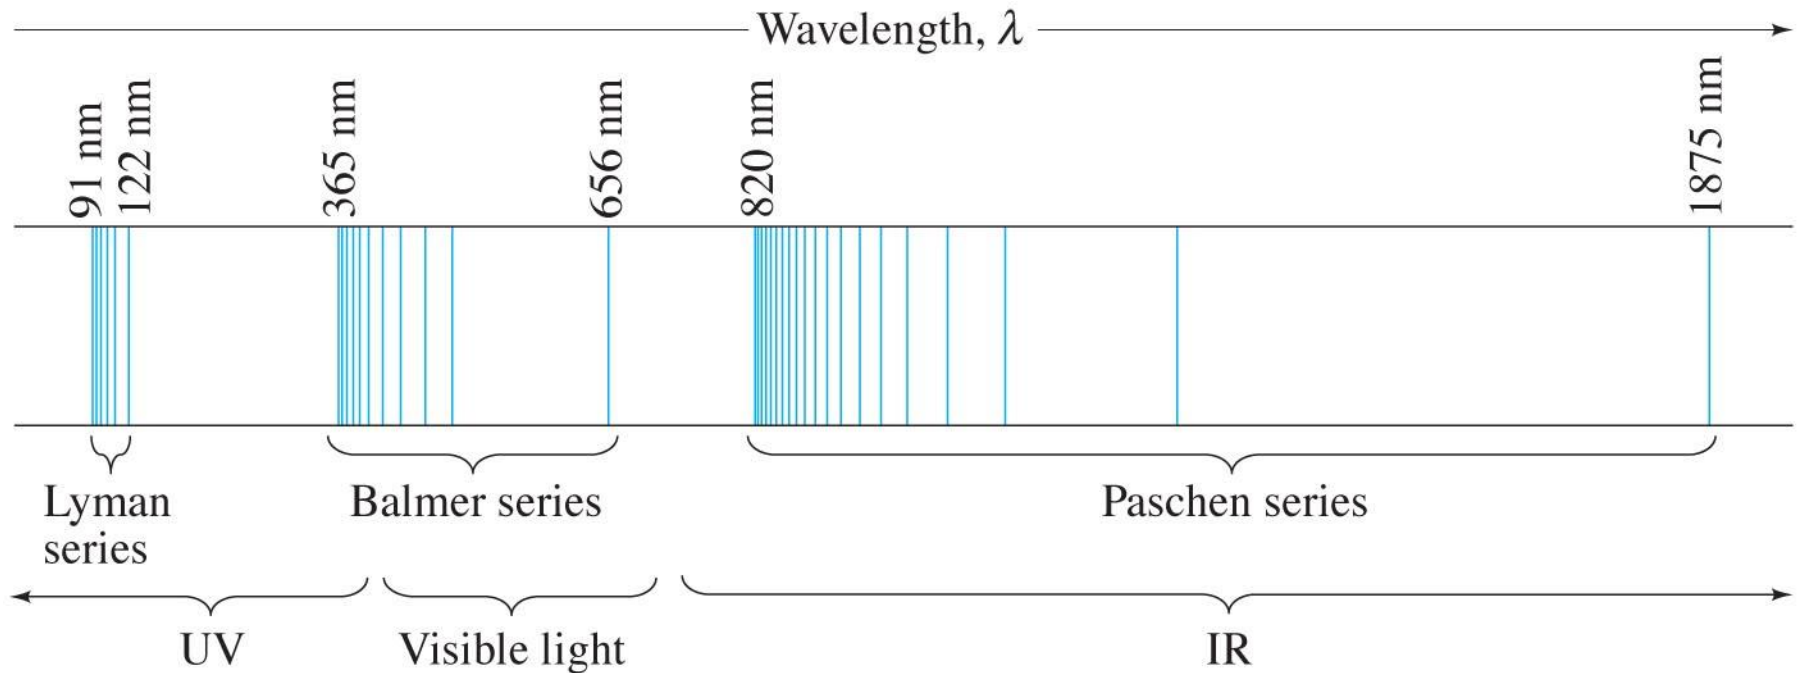 Wavelength, λ
91 nm
122 nm
365 nm
656 nm
820 nm
1875 nm
Lyman
series
Balmer series
Paschen series
UV
Visible light
IR